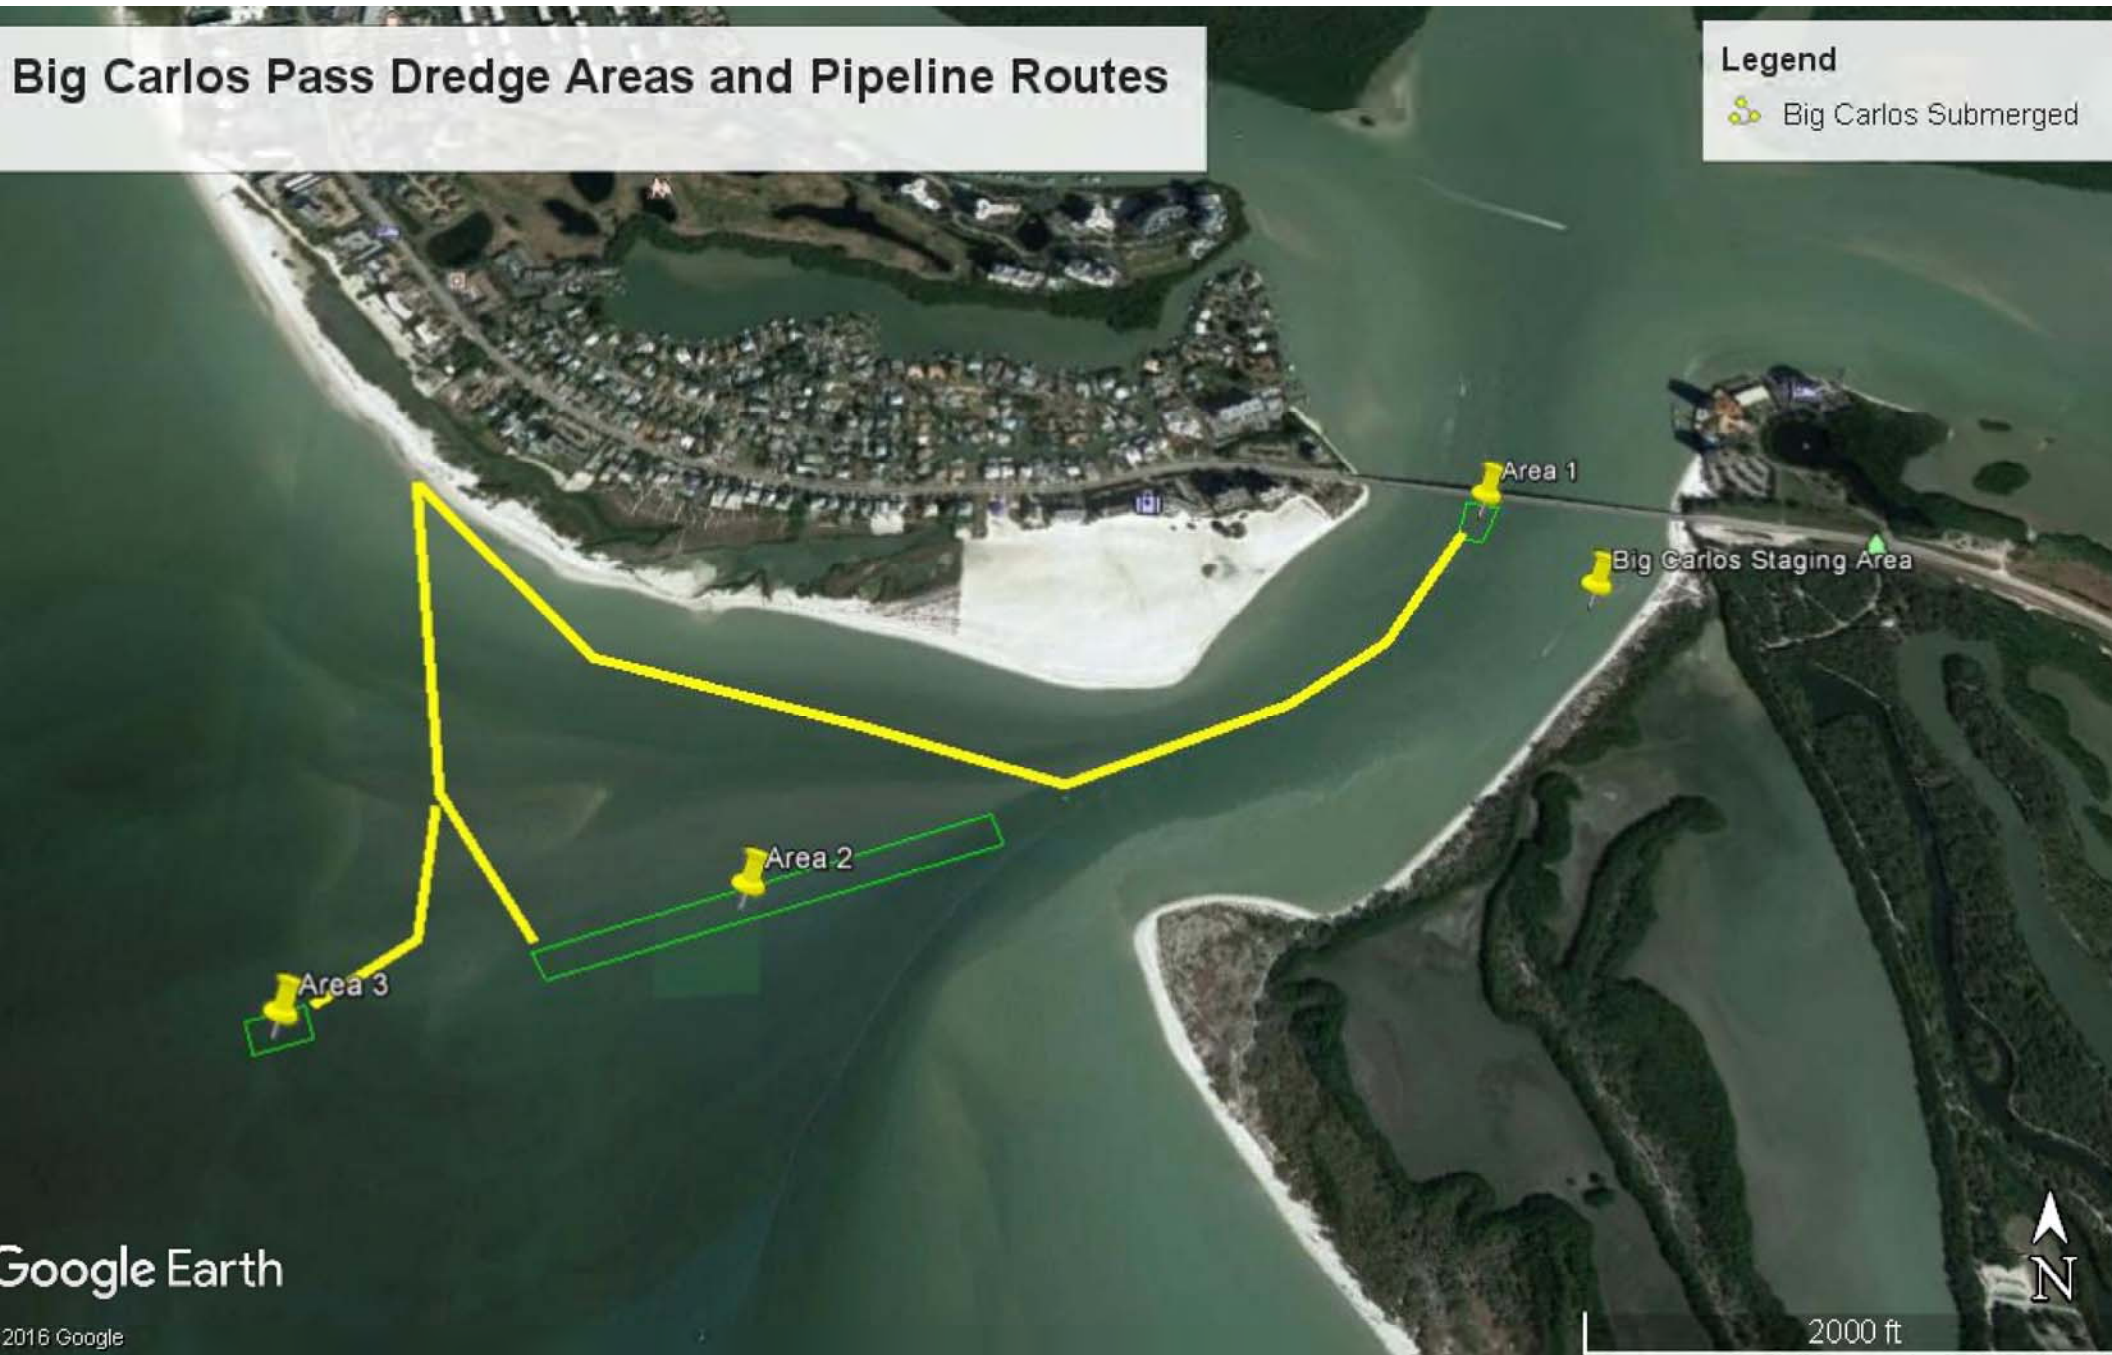 Big Carlos Pass Dredge Areas and Pipeline Routes
Legend
Big Carlos Submerged
Area 1
Big Carlos Staging Area
Area 2
Area 3
Google Earth
2016 Google
2000 ft
N